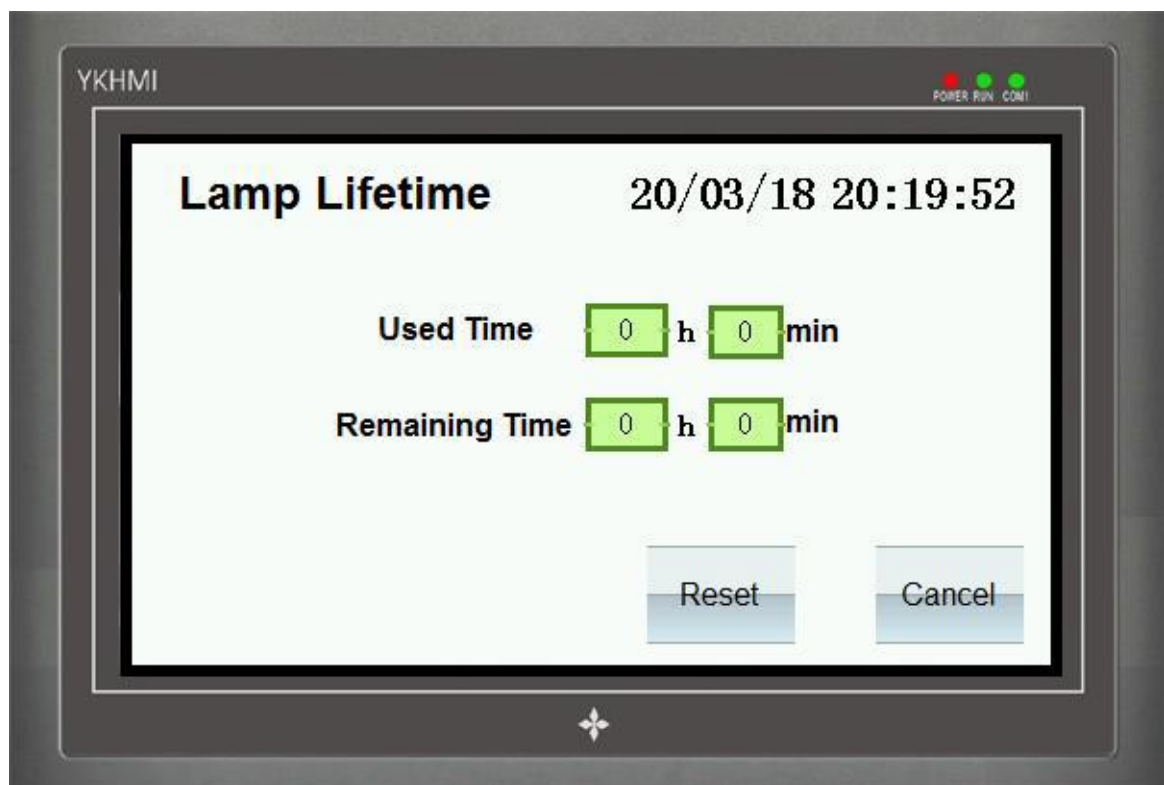 YKHMI
POWER RUN COM1
Lamp Lifetime 20/03/18 20:19:52
Used Time 0 h 0 min
Remaining Time 0 h 0 min
Reset Cancel